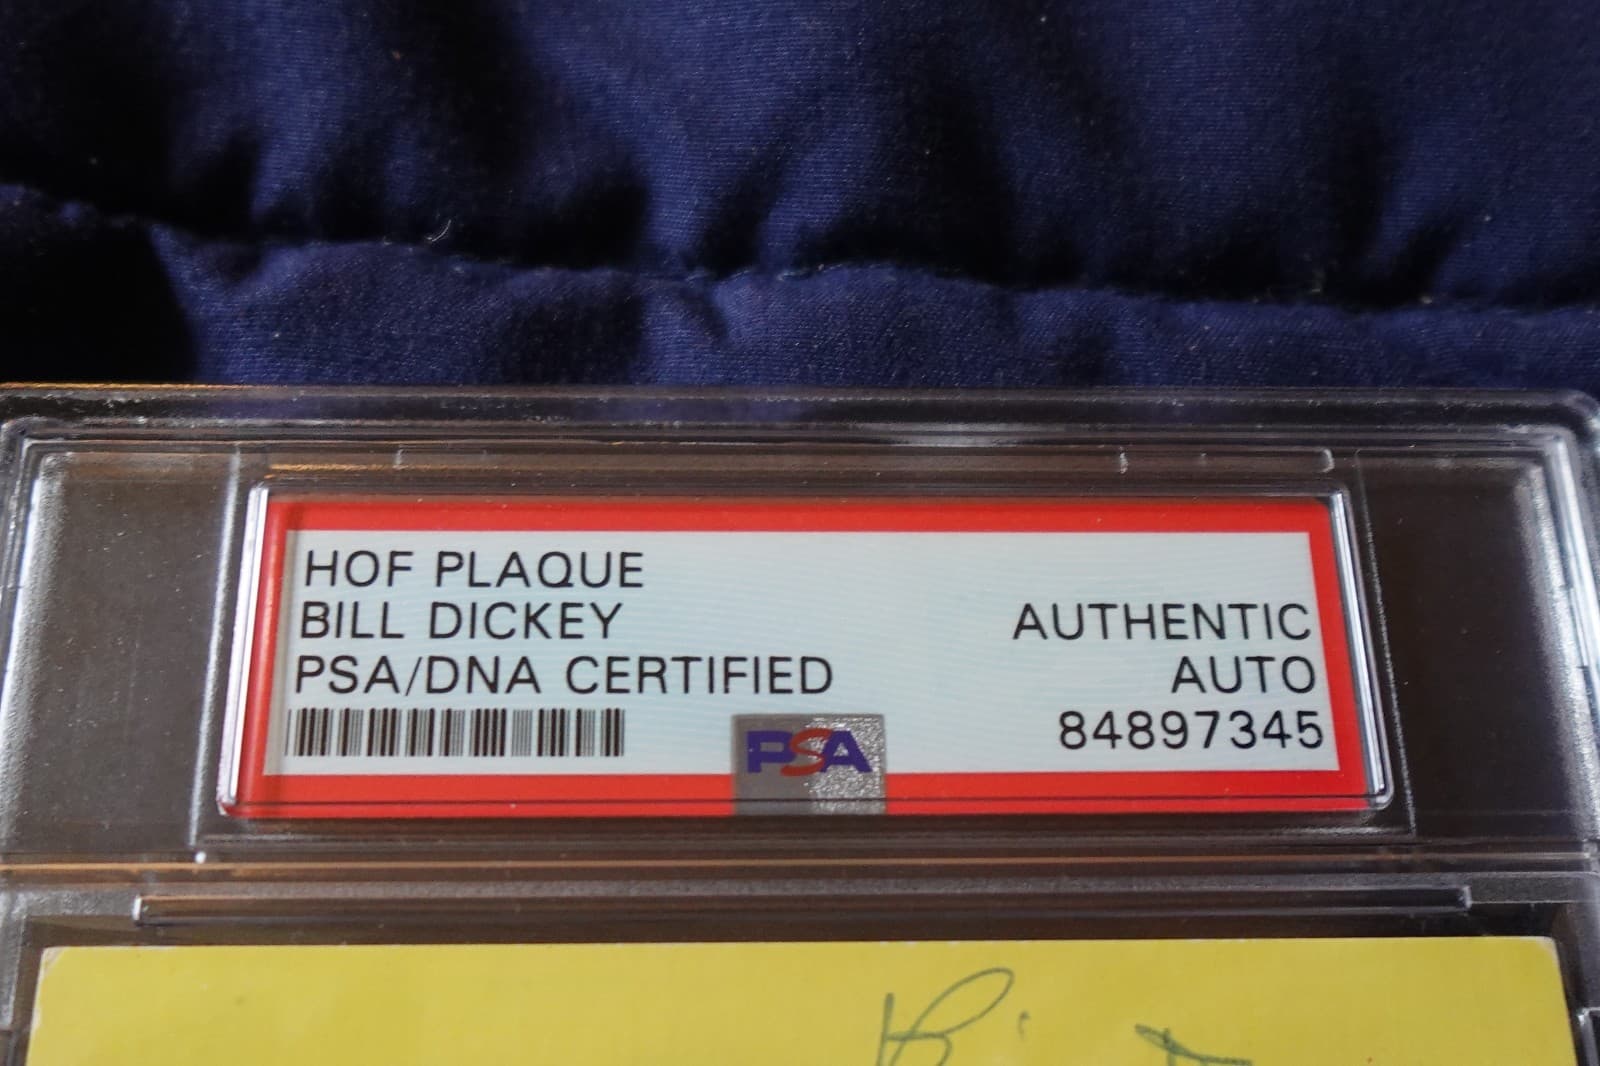 HOF PLAQUE
BILL DICKEY
AUTHENTIC
PSA/DNA CERTIFIED
AUTO
84897345
PSA